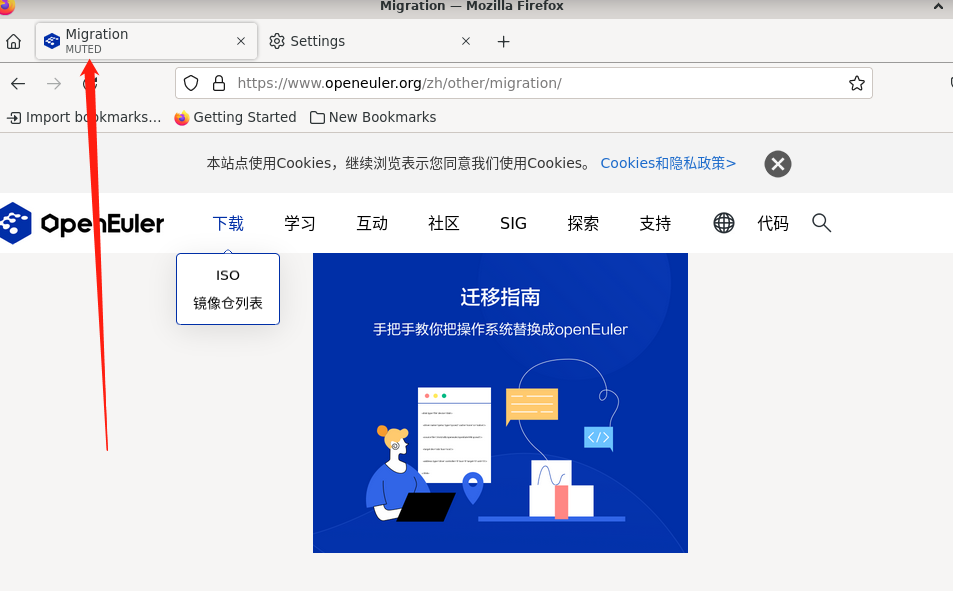 Migration — Mozilla Firefox
Migration
MUTED
Settings
https://www.openeuler.org/zh/other/migration/
Import bookmarks...
Getting Started
New Bookmarks
本站点使用Cookies，继续浏览表示您同意我们使用Cookies。 Cookies和隐私政策>
OpenEuler
下载 学习 互动 社区 SIG 探索 支持 代码
ISO
镜像仓列表
迁移指南
手把手教你把操作系统替换成openEuler
</>